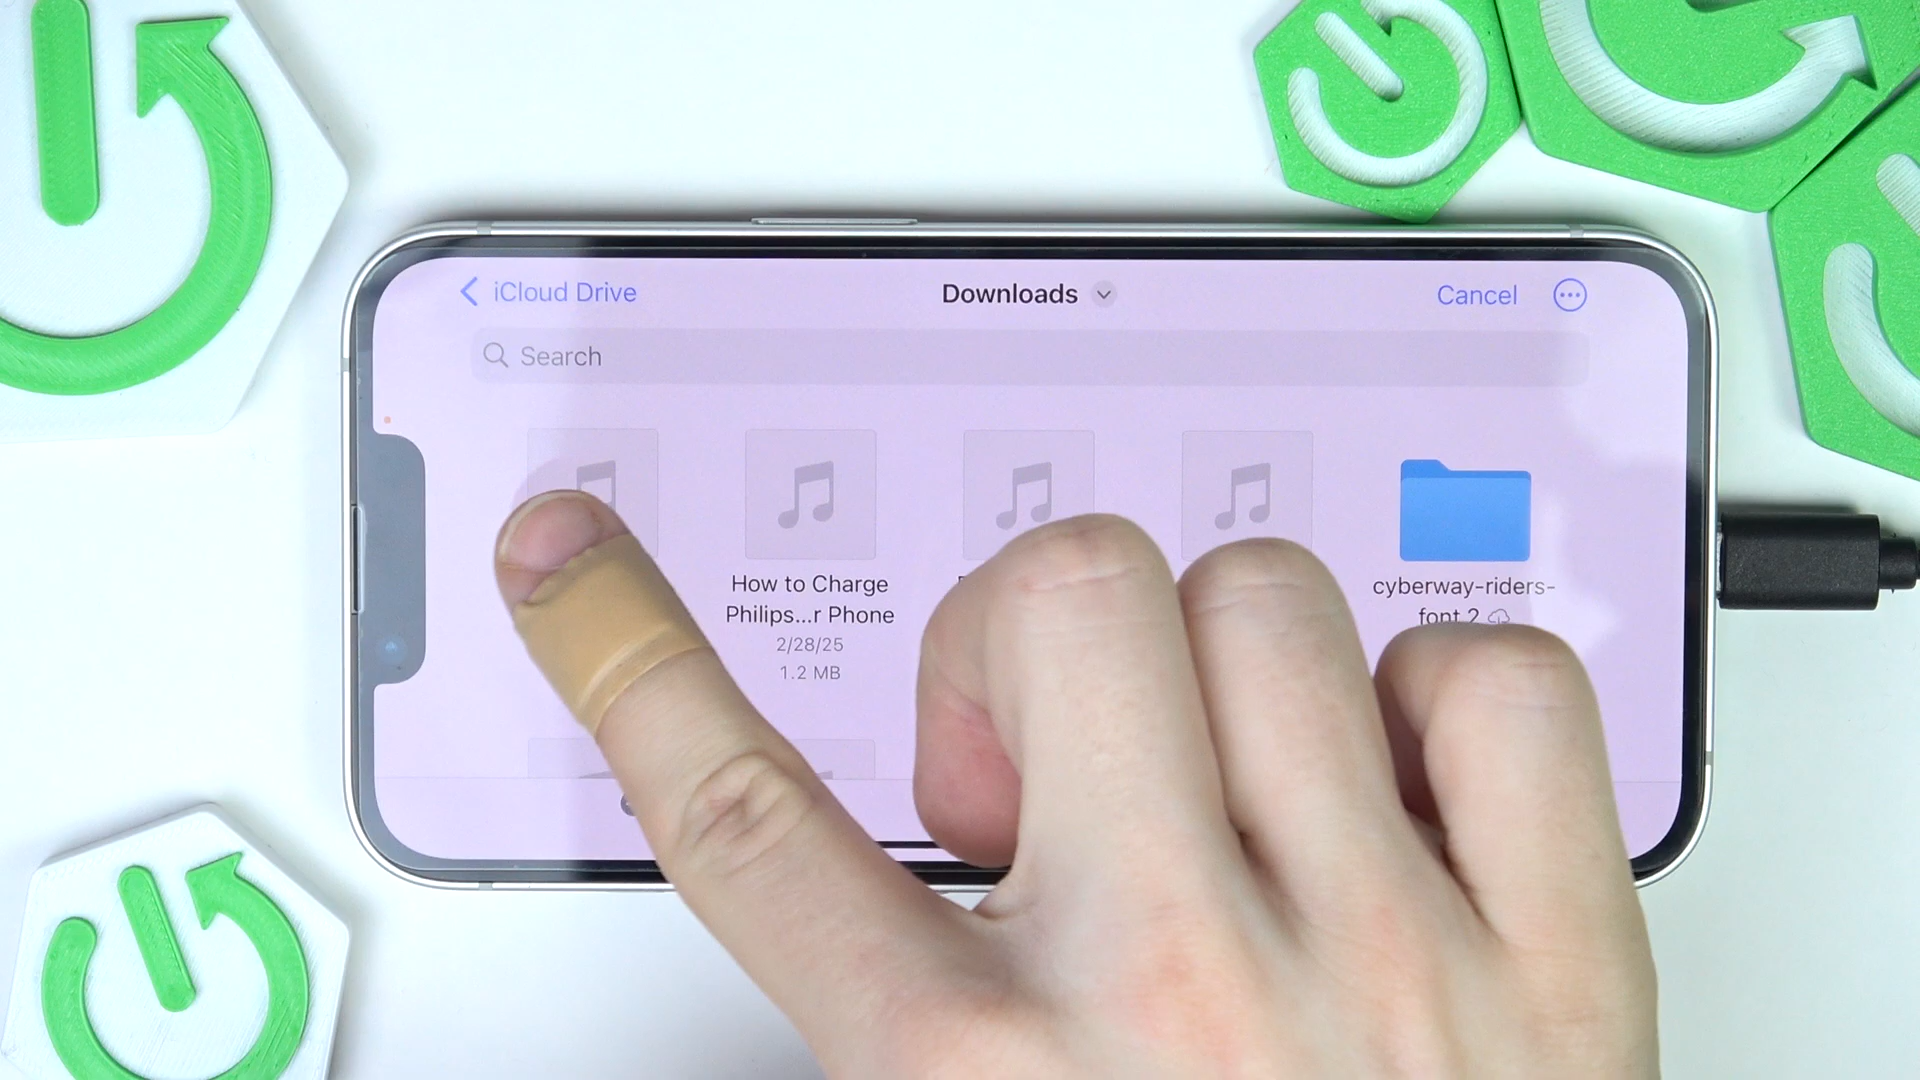 iCloud Drive
Downloads
Cancel
Search
How to Charge
Philips...r Phone
2/28/25
1.2 MB
cyberway-riders-
font 2